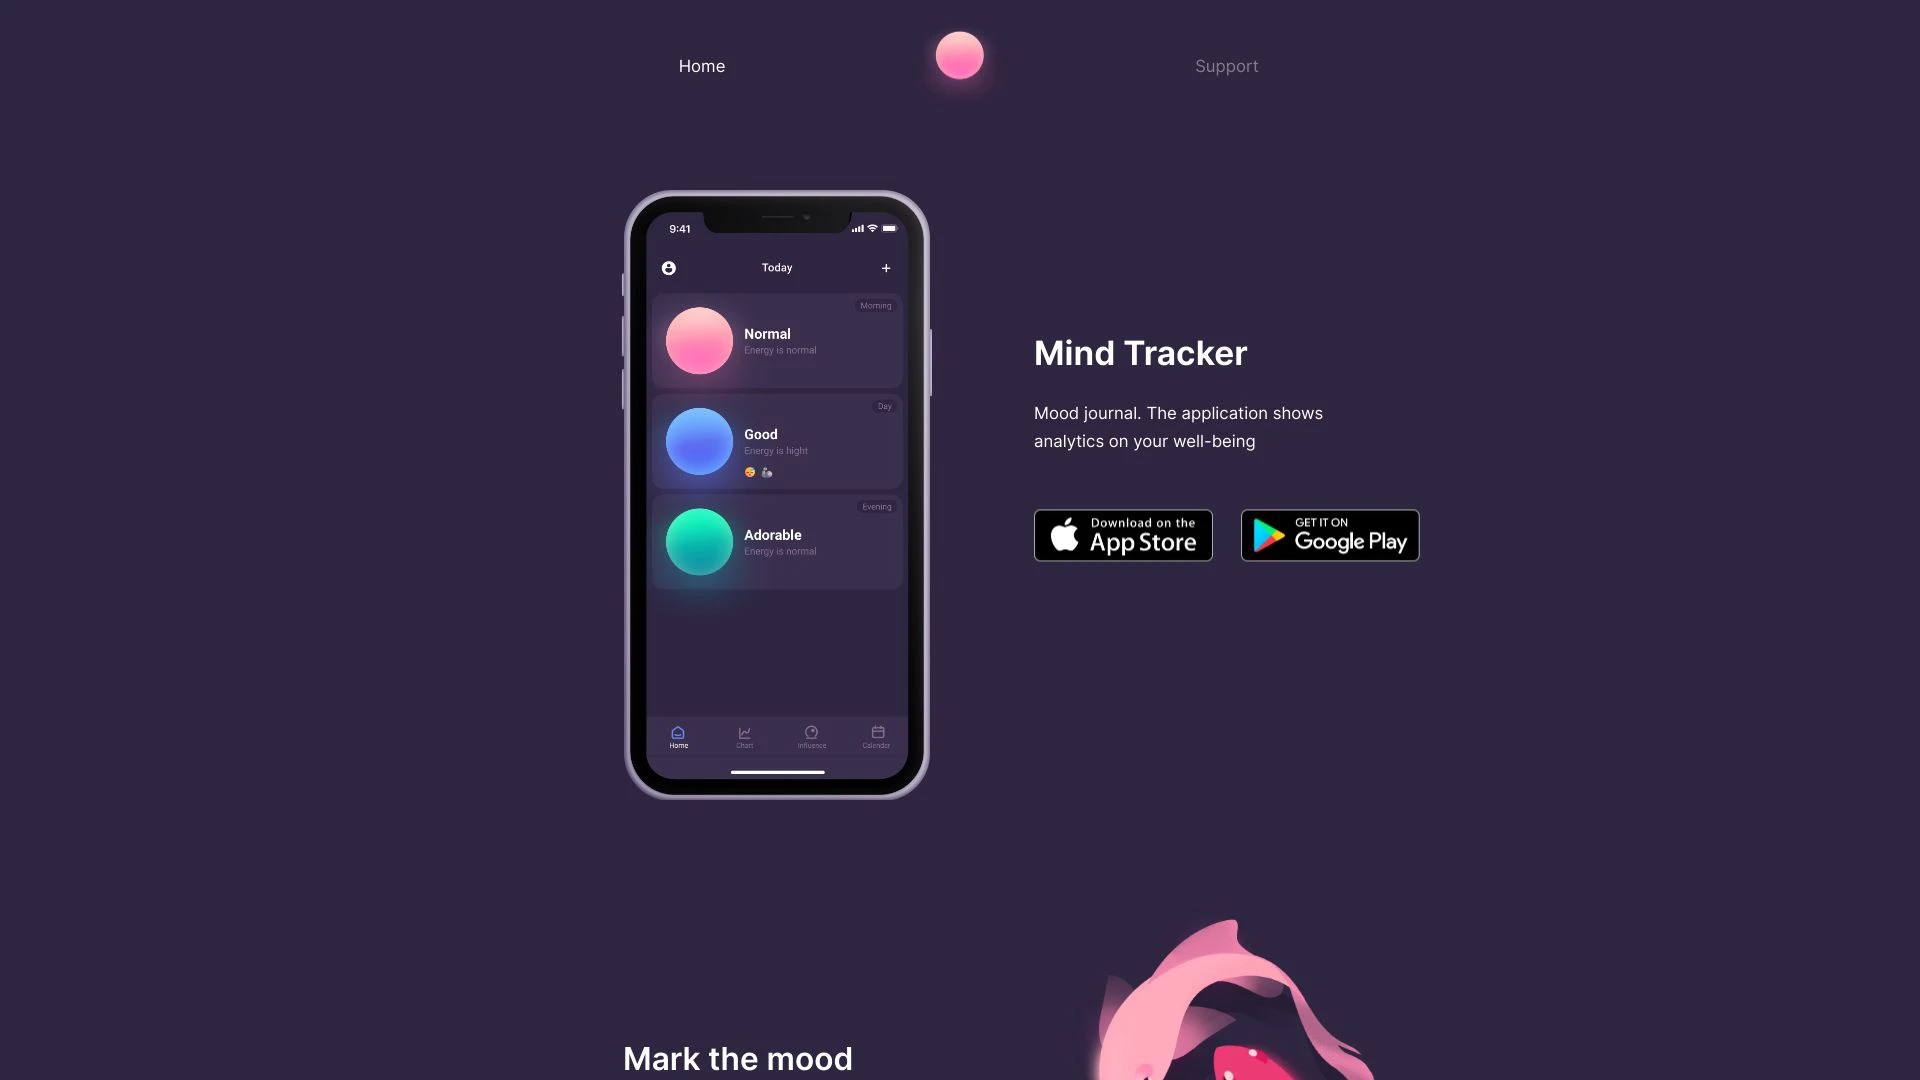 Home
Support
9:41
Today
Morning
Normal
Energy is normal
Day
Good
Energy is hight
Evening
Adorable
Energy is normal
Home
Chart
Influence
Calendar
Mind Tracker
Mood journal. The application shows
analytics on your well-being
Download on the
App Store
GET IT ON
Google Play
Mark the mood